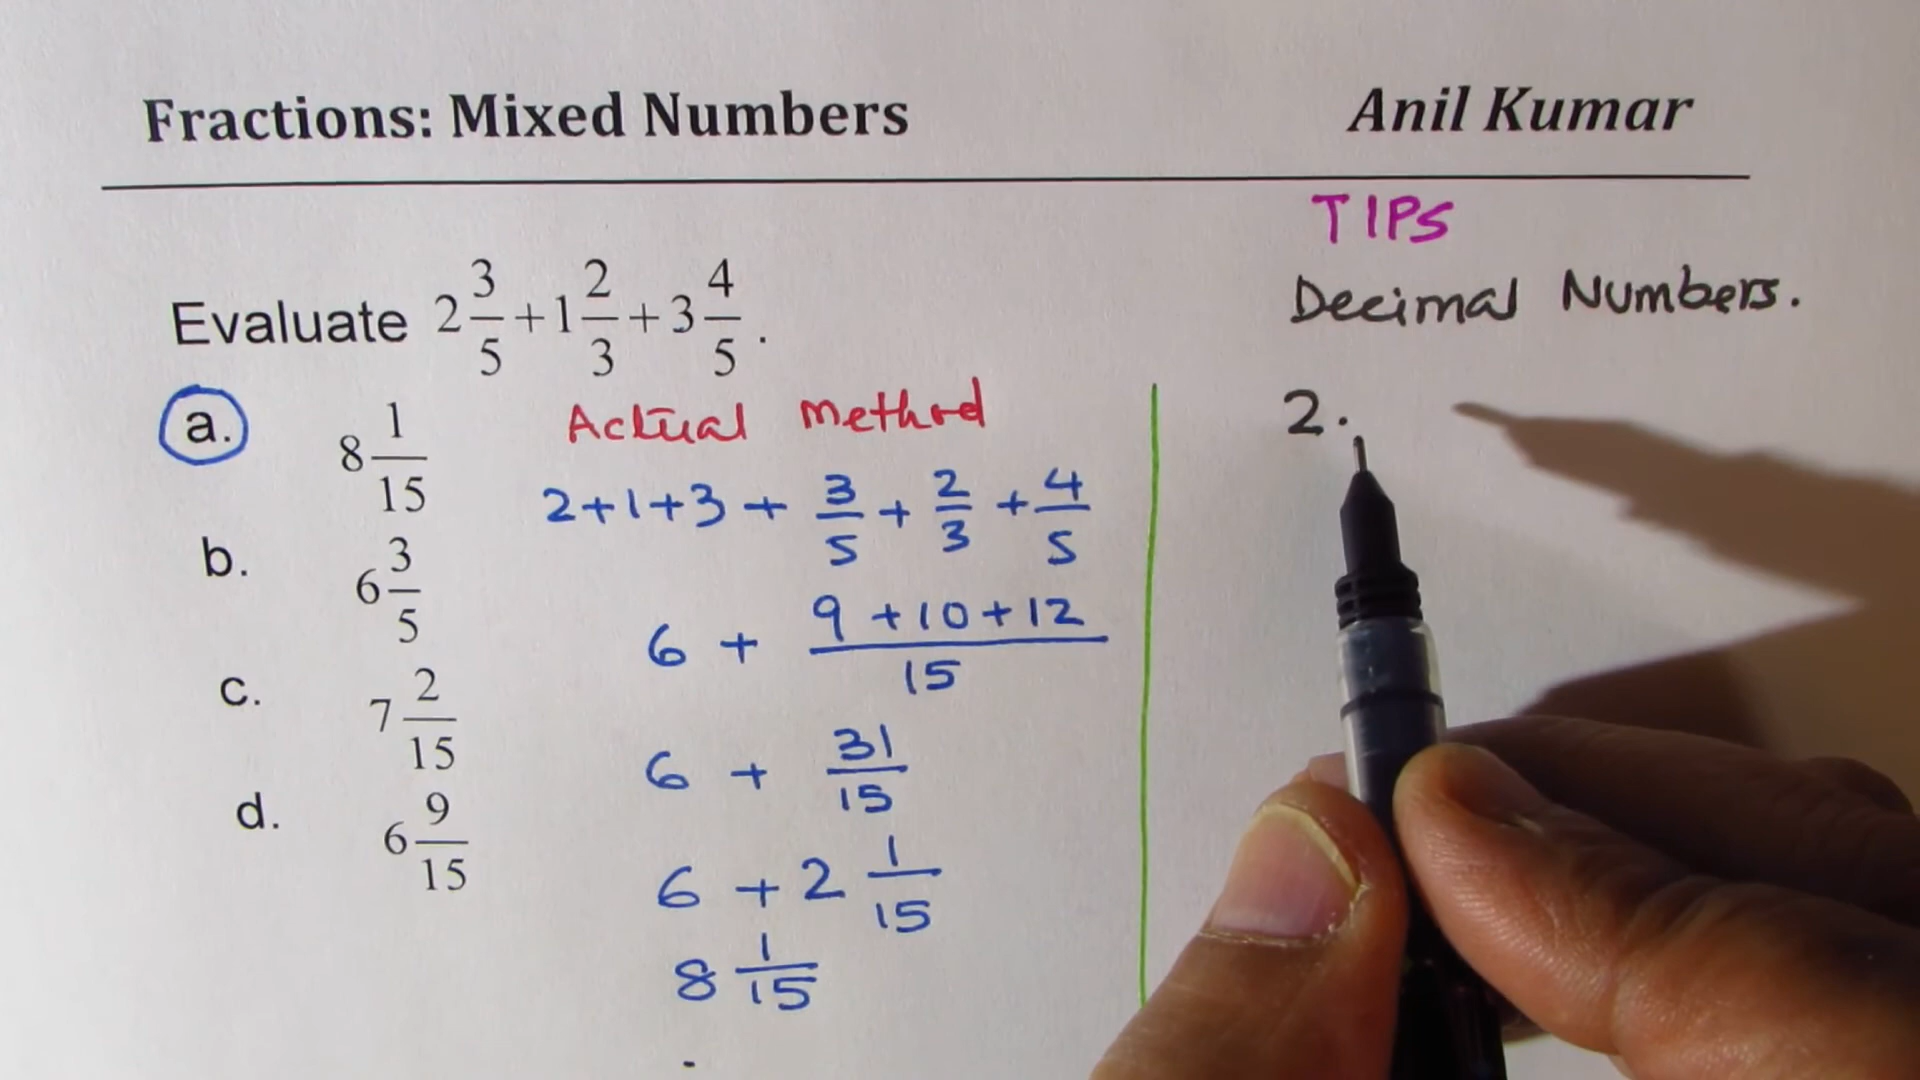 Fractions: Mixed Numbers
Anil Kumar
Evaluate 2 3/5 + 1 2/3 + 3 4/5 .
a. 8 1/15
b. 6 3/5
c. 7 2/15
d. 6 9/15
Actual Method
2+1+3 + 3/5 + 2/3 + 4/5
6 + (9 + 10 + 12)/15
6 + 31/15
6 + 2 1/15
8 1/15
TIPS
Decimal Numbers.
2.